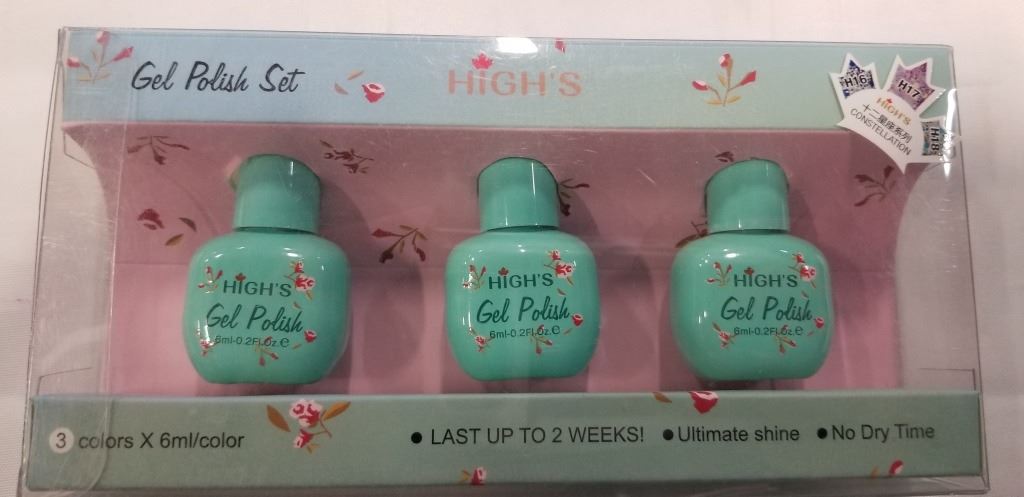 Gel Polish Set
HiGH'S
H16
H17
HiGH'S
十二星座系列
CONSTELLATION
H18
HiGH'S
Gel Polish
6ml-0.2Fl.Oz.e
HiGH'S
Gel Polish
6ml-0.2Fl.Oz.e
HiGH'S
Gel Polish
6ml-0.2Fl.Oz.e
3 colors X 6ml/color
● LAST UP TO 2 WEEKS! ● Ultimate shine ● No Dry Time